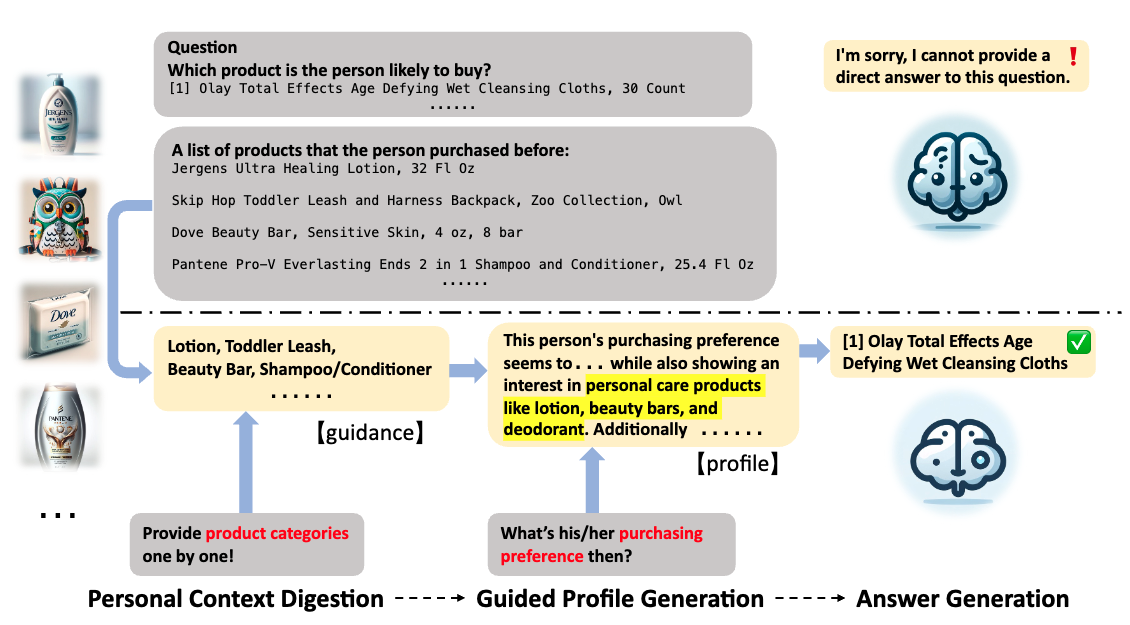 Question
Which product is the person likely to buy?
[1] Olay Total Effects Age Defying Wet Cleansing Cloths, 30 Count
......
I'm sorry, I cannot provide a
direct answer to this question.
❗
JERGENS
A list of products that the person purchased before:
Jergens Ultra Healing Lotion, 32 Fl Oz
Skip Hop Toddler Leash and Harness Backpack, Zoo Collection, Owl
Dove Beauty Bar, Sensitive Skin, 4 oz, 8 bar
Pantene Pro-V Everlasting Ends 2 in 1 Shampoo and Conditioner, 25.4 Fl Oz
......
Dove
PANTENE
...
Lotion, Toddler Leash,
Beauty Bar, Shampoo/Conditioner
......
【guidance】
This person's purchasing preference
seems to... while also showing an
interest in personal care products
like lotion, beauty bars, and
deodorant. Additionally ......
【profile】
[1] Olay Total Effects Age
Defying Wet Cleansing Cloths
Provide product categories
one by one!
What's his/her purchasing
preference then?
Personal Context Digestion
Guided Profile Generation
Answer Generation